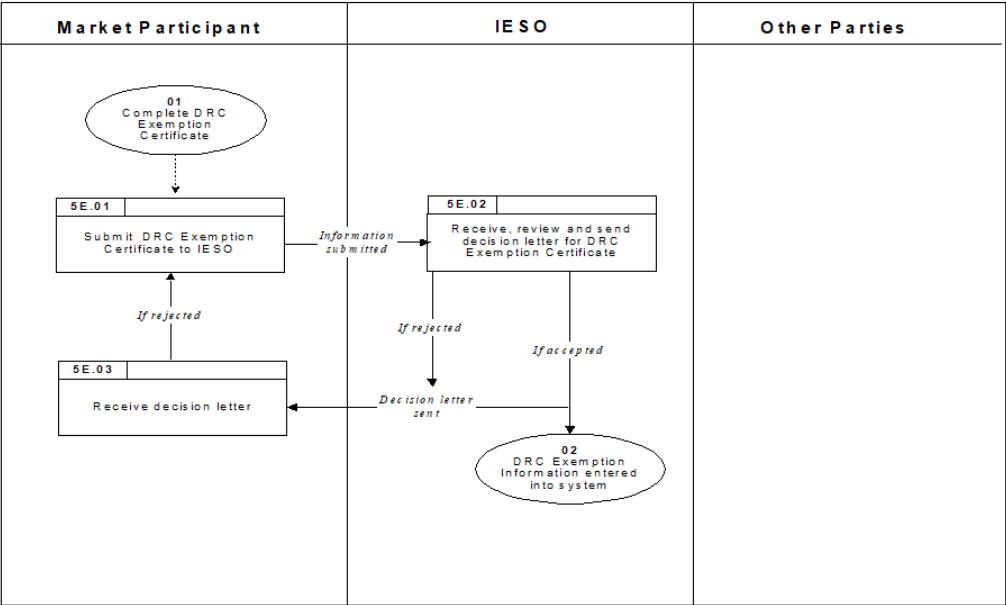 Market Participant
IESO
Other Parties
01
Complete DRC
Exemption
Certificate
5E.01
Submit DRC Exemption
Certificate to IESO
Information
submitted
5E.02
Receive, review and send
decision letter for DRC
Exemption Certificate
If rejected
If rejected
If accepted
5E.03
Receive decision letter
Decision letter
sent
02
DRC Exemption
Information entered
into system